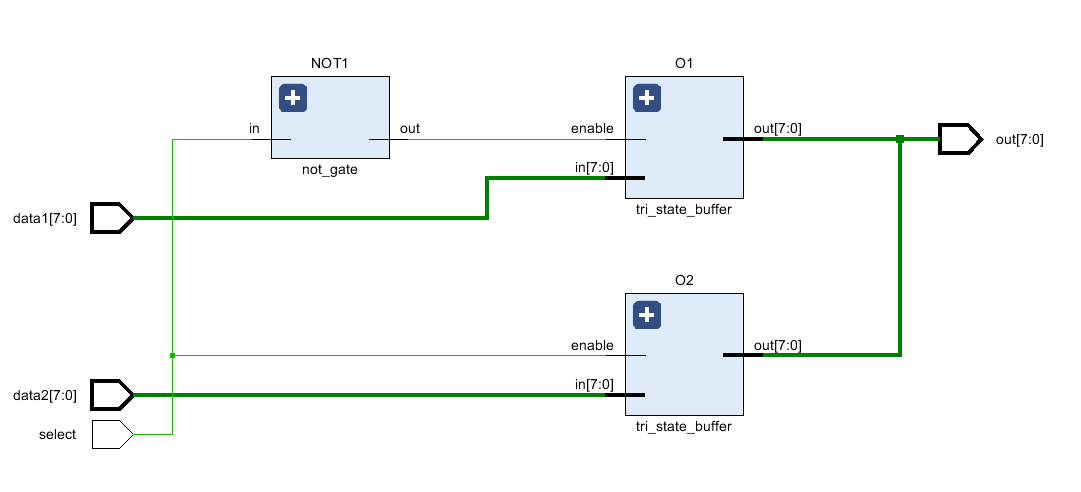 NOT1
in
out
not_gate
O1
enable
in[7:0]
out[7:0]
tri_state_buffer
out[7:0]
data1[7:0]
O2
enable
in[7:0]
out[7:0]
tri_state_buffer
data2[7:0]
select